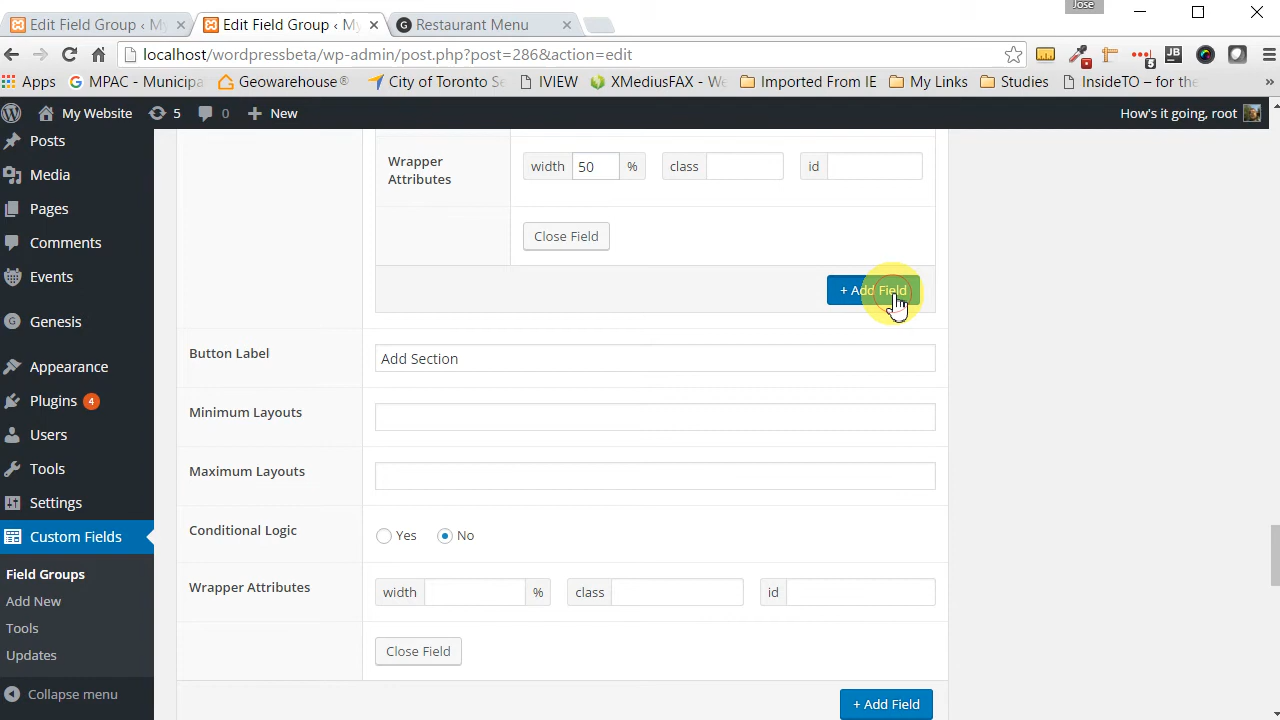 Jose
Edit Field Group ‹ My
Edit Field Group ‹ My
Restaurant Menu
localhost/wordpressbeta/wp-admin/post.php?post=286&action=edit
Apps
MPAC - Municipa
Geowarehouse®
City of Toronto Se
IVIEW
XMediusFAX - We
Imported From IE
My Links
Studies
InsideTO – for the
»
My Website
5
0
New
How's it going, root
Posts
Media
Pages
Comments
Events
Genesis
Appearance
Plugins 4
Users
Tools
Settings
Custom Fields
Field Groups
Add New
Tools
Updates
Collapse menu
Wrapper
Attributes
width 50 %
class
id
Close Field
+ Add Field
Button Label
Add Section
Minimum Layouts
Maximum Layouts
Conditional Logic
Yes
No
Wrapper Attributes
width %
class
id
Close Field
+ Add Field